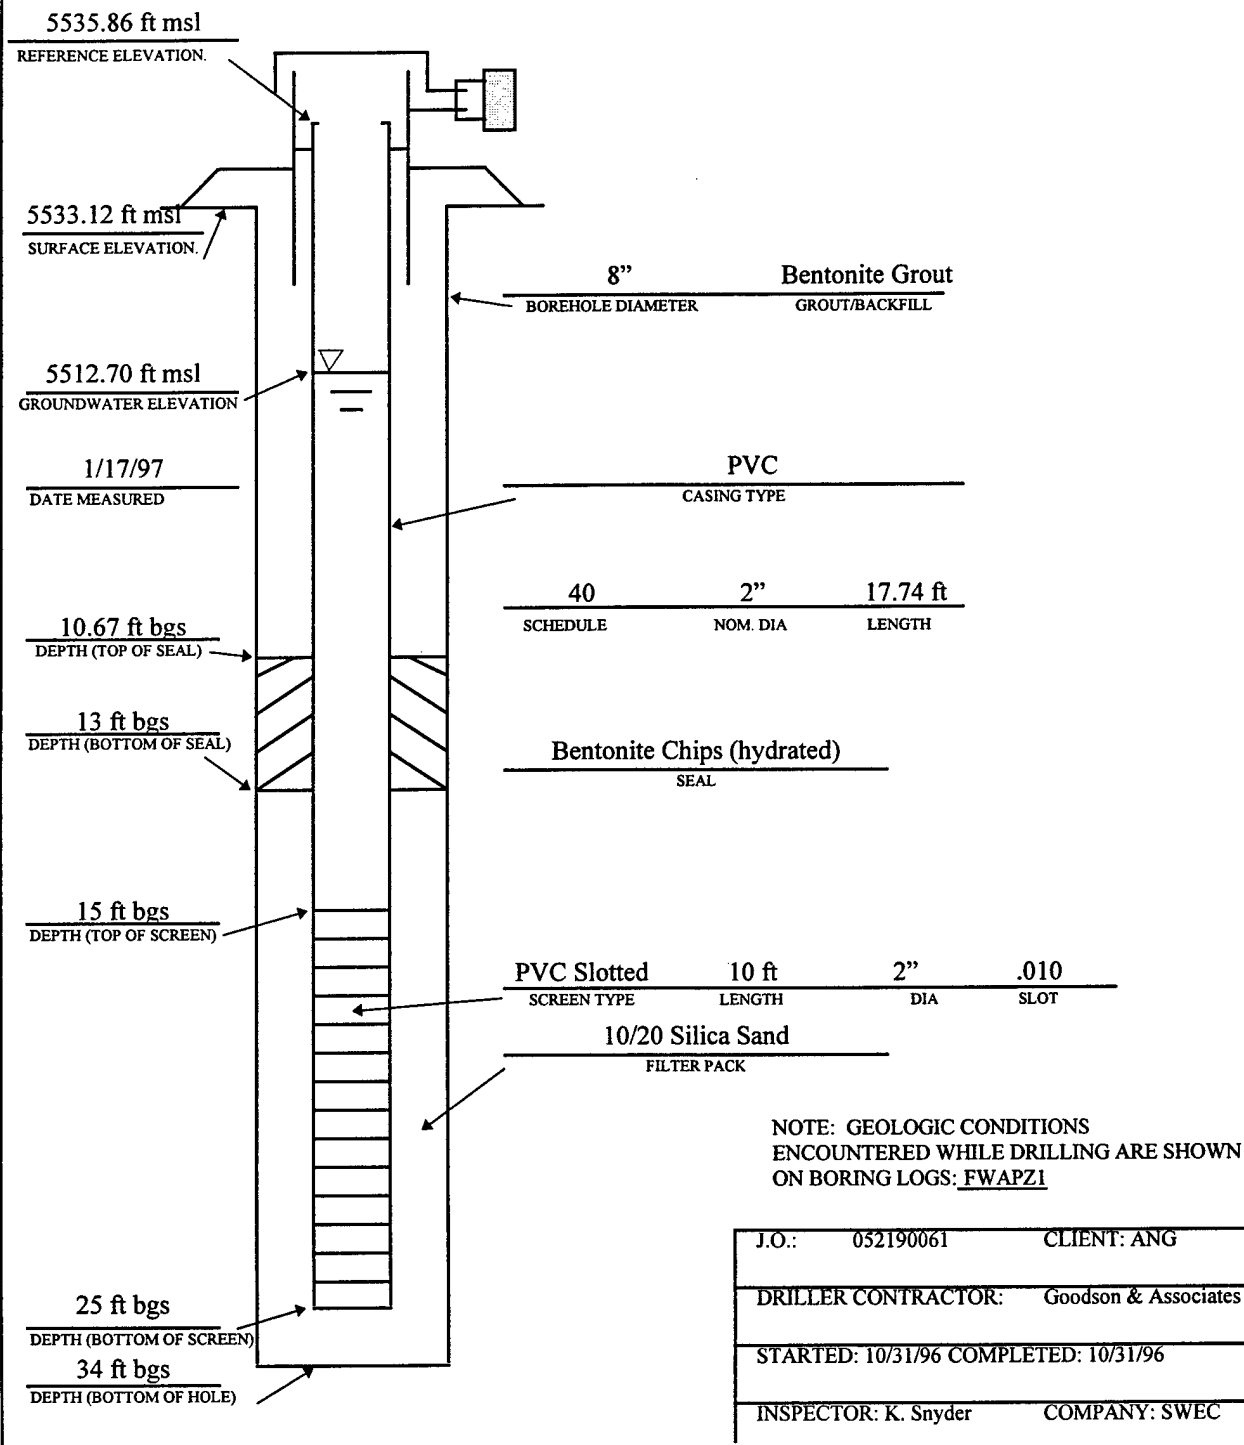 5535.86 ft msl
REFERENCE ELEVATION.
5533.12 ft msl
SURFACE ELEVATION.
8” Bentonite Grout
BOREHOLE DIAMETER GROUT/BACKFILL
5512.70 ft msl
GROUNDWATER ELEVATION
1/17/97
DATE MEASURED
PVC
CASING TYPE
40 2” 17.74 ft
SCHEDULE NOM. DIA LENGTH
10.67 ft bgs
DEPTH (TOP OF SEAL)
13 ft bgs
DEPTH (BOTTOM OF SEAL)
Bentonite Chips (hydrated)
SEAL
15 ft bgs
DEPTH (TOP OF SCREEN)
PVC Slotted 10 ft 2” .010
SCREEN TYPE LENGTH DIA SLOT
10/20 Silica Sand
FILTER PACK
NOTE: GEOLOGIC CONDITIONS
ENCOUNTERED WHILE DRILLING ARE SHOWN
ON BORING LOGS: FWAPZ1
J.O.: 052190061 CLIENT: ANG
DRILLER CONTRACTOR: Goodson & Associates
STARTED: 10/31/96 COMPLETED: 10/31/96
INSPECTOR: K. Snyder COMPANY: SWEC
25 ft bgs
DEPTH (BOTTOM OF SCREEN)
34 ft bgs
DEPTH (BOTTOM OF HOLE)